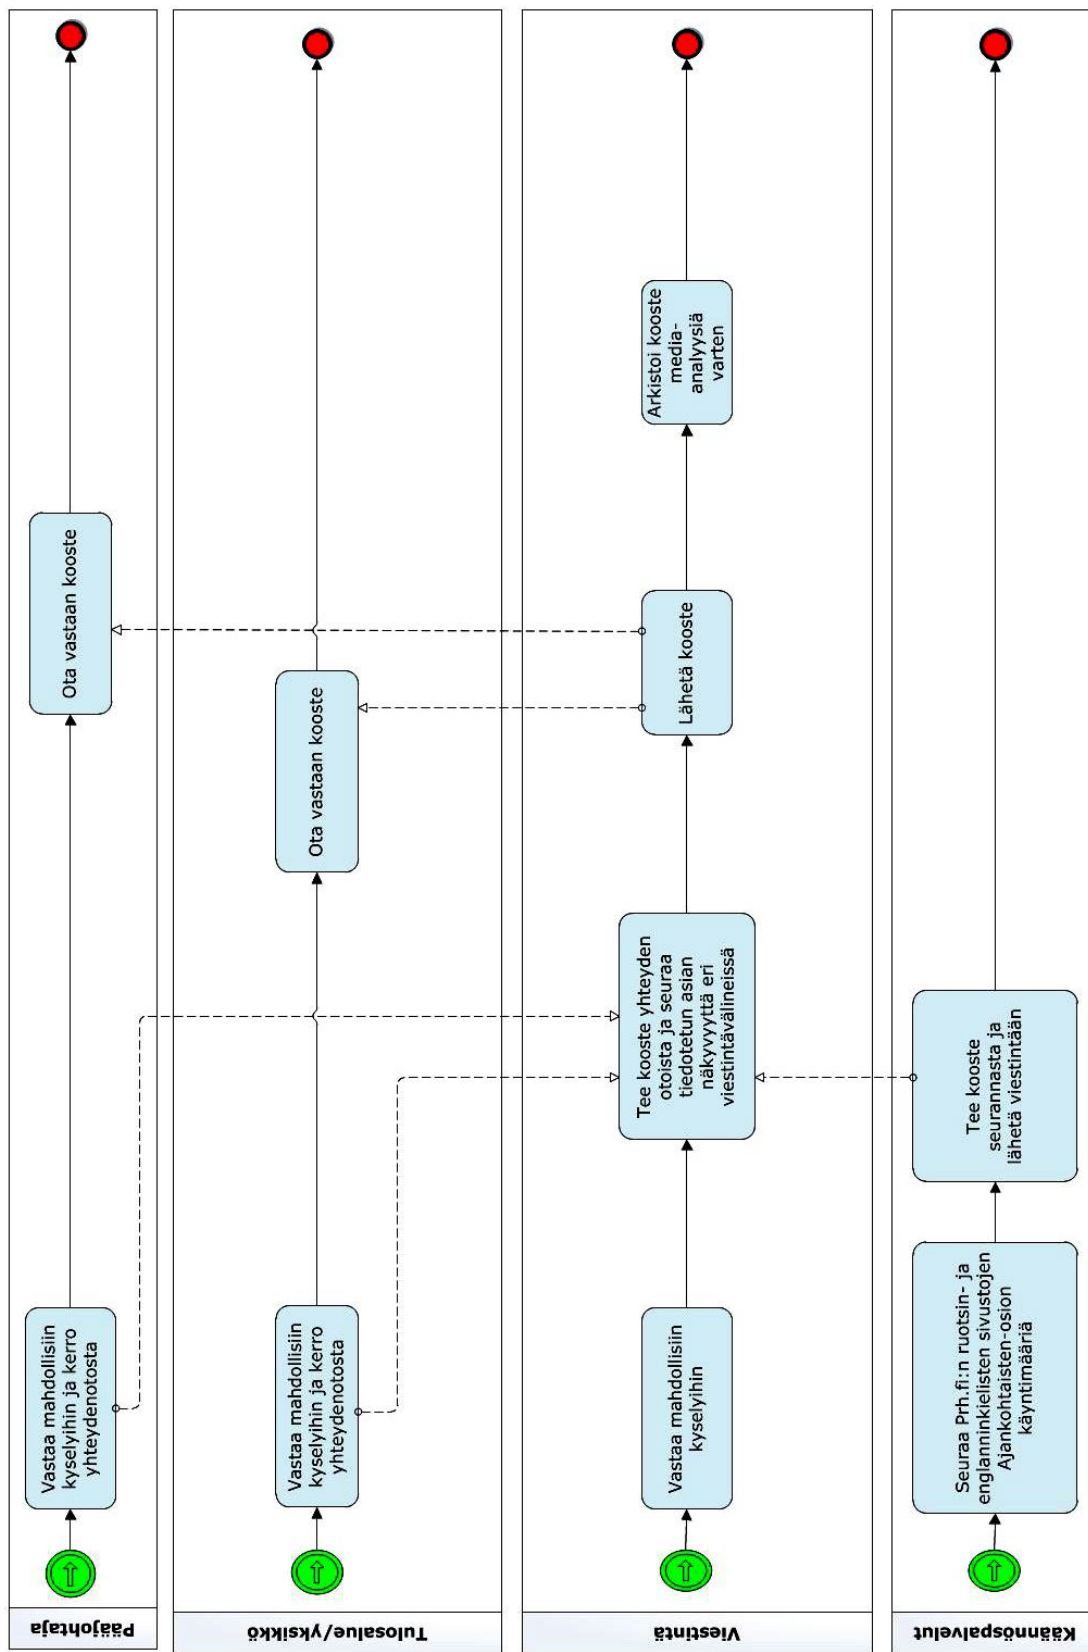 Pääjohtaja
Vastaa mahdollisiin
kyselyihin ja kerro
yhteydenotosta
Ota vastaan kooste
Tulosalue/yksikkö
Vastaa mahdollisiin
kyselyihin ja kerro
yhteydenotosta
Ota vastaan kooste
Viestintä
Vastaa mahdollisiin
kyselyihin
Tee kooste yhteyden
otoista ja seuraa
tiedotetun asian
näkyvyyttä eri
viestintävälineissä
Lähetä kooste
Arkistoi kooste
media-
analyysiä
varten
Käännöspalvelut
Seuraa Prh.fi:n ruotsin- ja
englanninkielisten sivustojen
Ajankohtaisten-osion
käyntimääriä
Tee kooste
seurannasta ja
lähetä viestintään